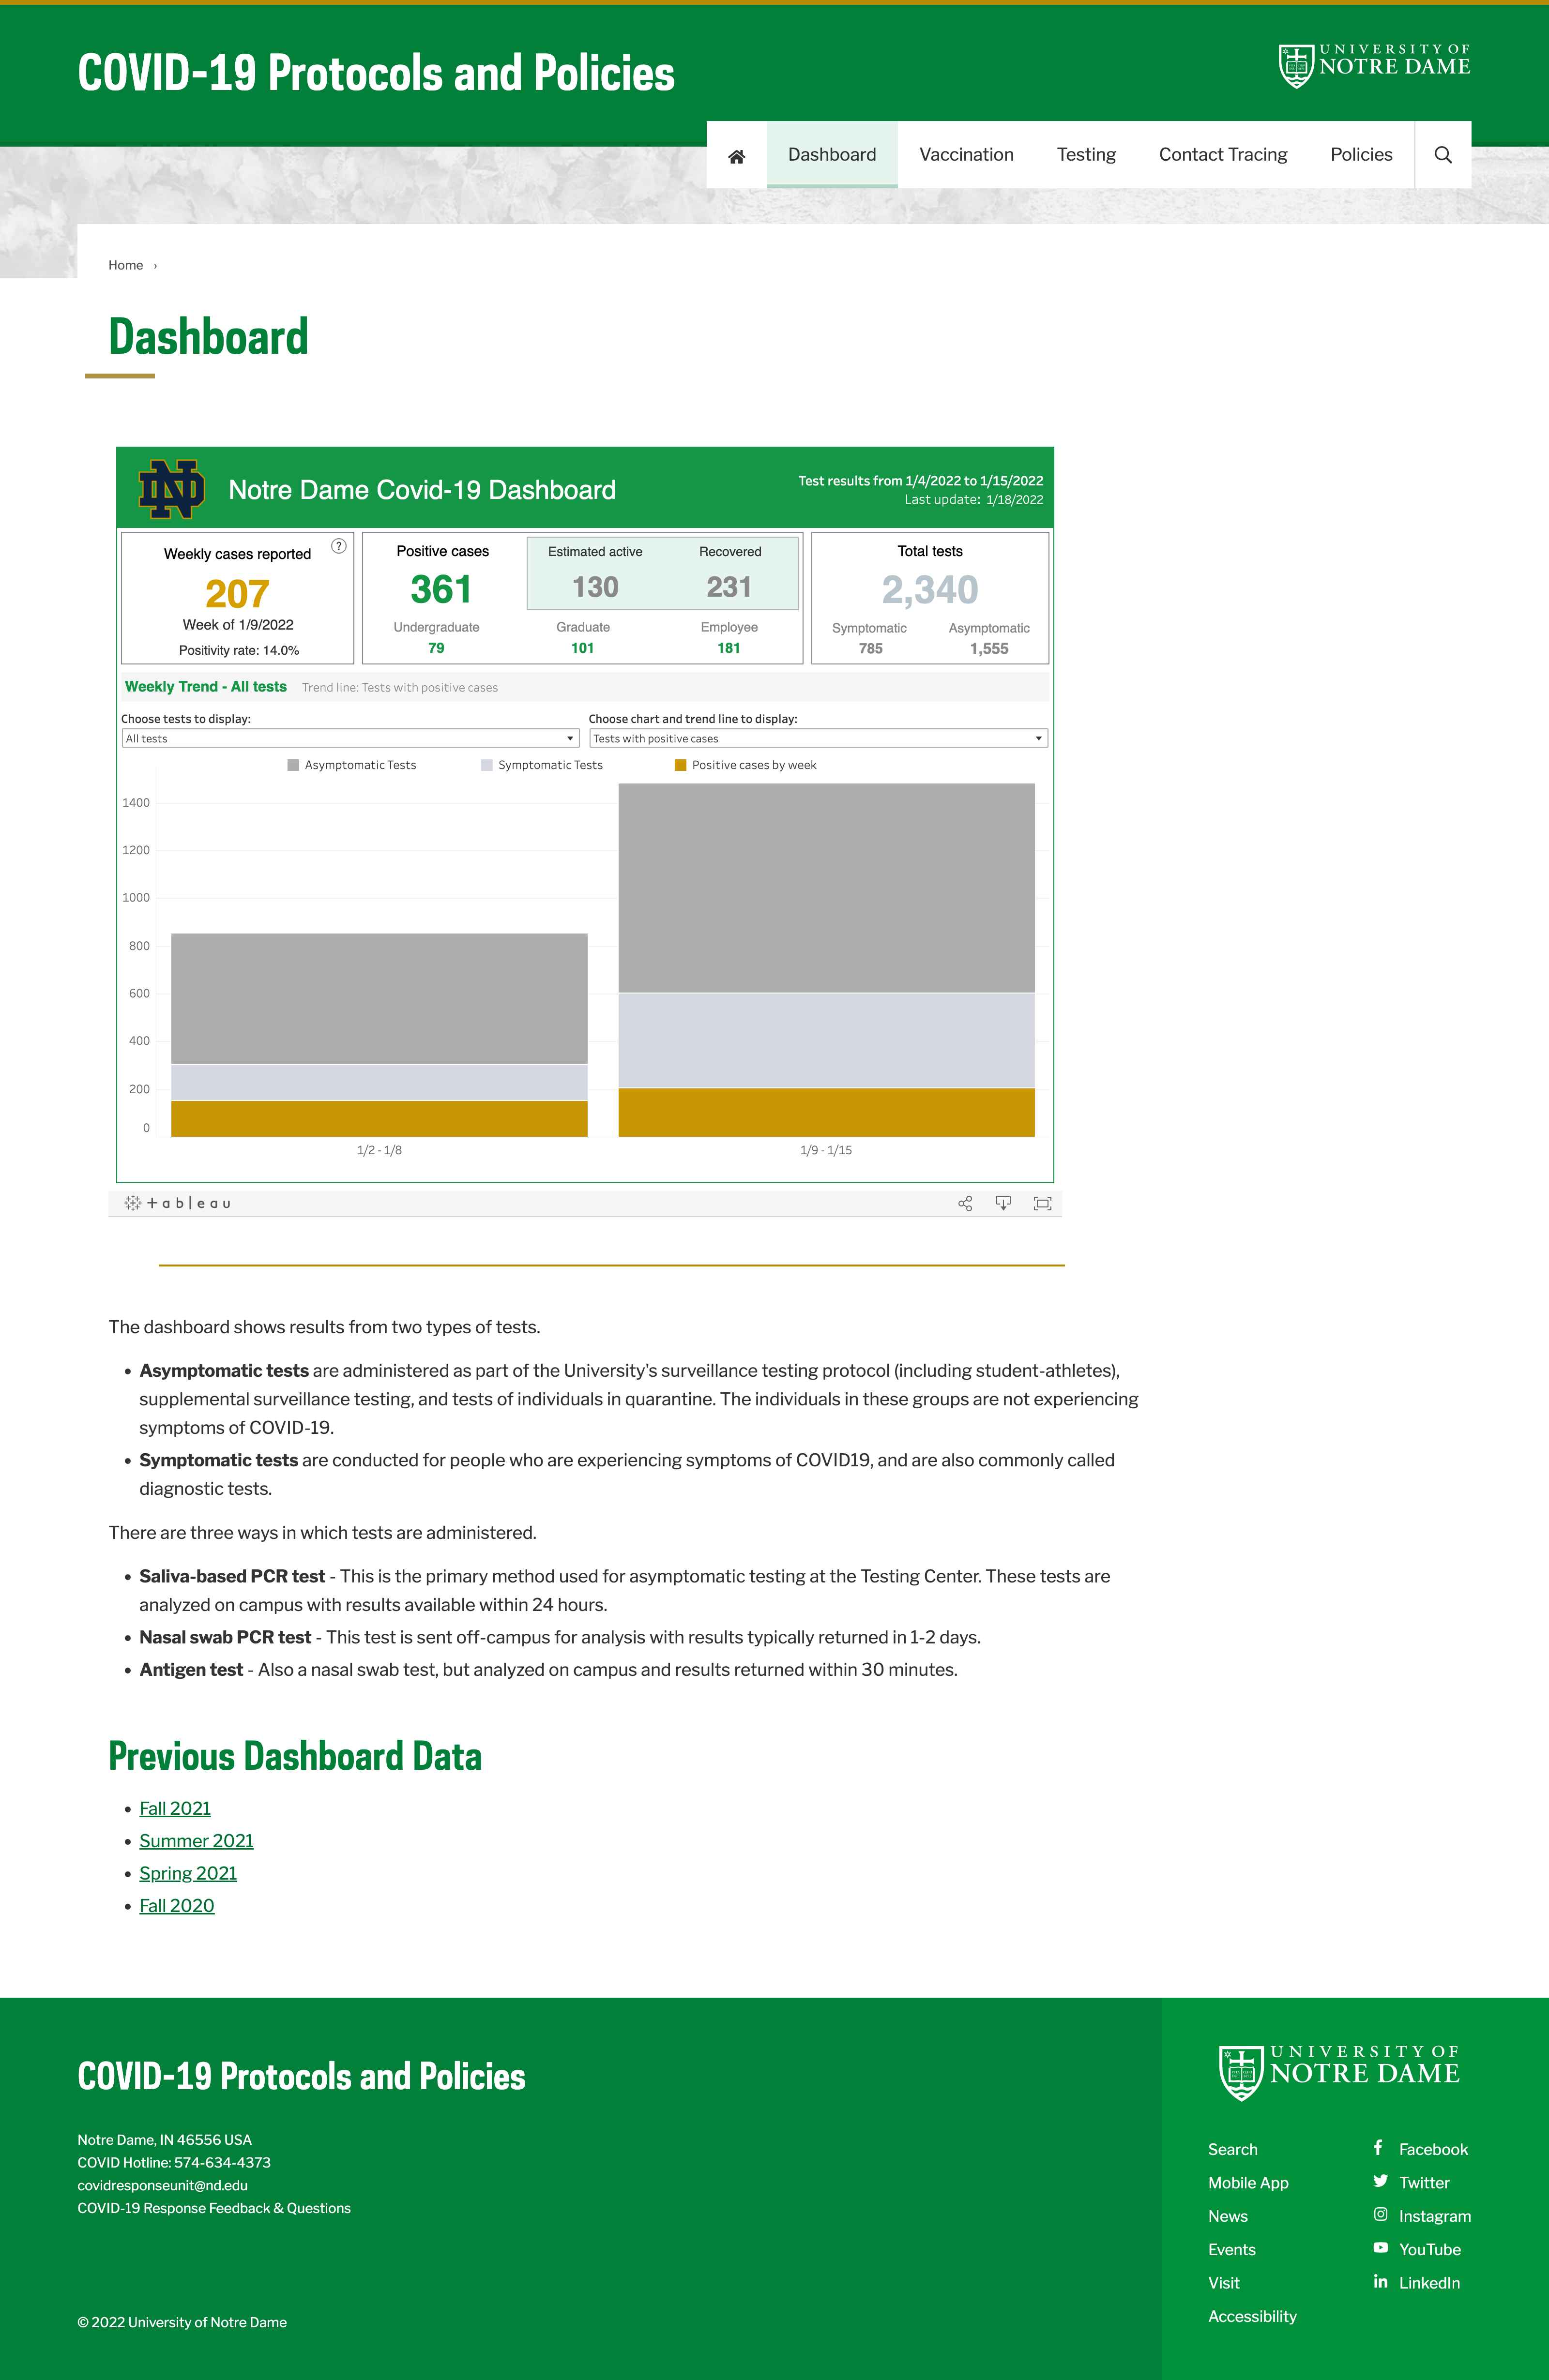 COVID-19 Protocols and Policies
UNIVERSITY OF
NOTRE DAME
Dashboard
Vaccination
Testing
Contact Tracing
Policies
Home ›
Dashboard
ND
Notre Dame Covid-19 Dashboard
Test results from 1/4/2022 to 1/15/2022
Last update: 1/18/2022
Weekly cases reported
?
207
Week of 1/9/2022
Positivity rate: 14.0%
Positive cases
361
Estimated active
130
Recovered
231
Undergraduate
79
Graduate
101
Employee
181
Total tests
2,340
Symptomatic
785
Asymptomatic
1,555
Weekly Trend - All tests
Trend line: Tests with positive cases
Choose tests to display:
All tests
Choose chart and trend line to display:
Tests with positive cases
Asymptomatic Tests
Symptomatic Tests
Positive cases by week
1400
1200
1000
800
600
400
200
0
1/2 - 1/8
1/9 - 1/15
+ a b | e a u
The dashboard shows results from two types of tests.
• Asymptomatic tests are administered as part of the University's surveillance testing protocol (including student-athletes),
supplemental surveillance testing, and tests of individuals in quarantine. The individuals in these groups are not experiencing
symptoms of COVID-19.
• Symptomatic tests are conducted for people who are experiencing symptoms of COVID19, and are also commonly called
diagnostic tests.
There are three ways in which tests are administered.
• Saliva-based PCR test - This is the primary method used for asymptomatic testing at the Testing Center. These tests are
analyzed on campus with results available within 24 hours.
• Nasal swab PCR test - This test is sent off-campus for analysis with results typically returned in 1-2 days.
• Antigen test - Also a nasal swab test, but analyzed on campus and results returned within 30 minutes.
Previous Dashboard Data
• Fall 2021
• Summer 2021
• Spring 2021
• Fall 2020
COVID-19 Protocols and Policies
Notre Dame, IN 46556 USA
COVID Hotline: 574-634-4373
covidresponseunit@nd.edu
COVID-19 Response Feedback & Questions
© 2022 University of Notre Dame
UNIVERSITY OF
NOTRE DAME
Search
Mobile App
News
Events
Visit
Accessibility
Facebook
Twitter
Instagram
YouTube
LinkedIn